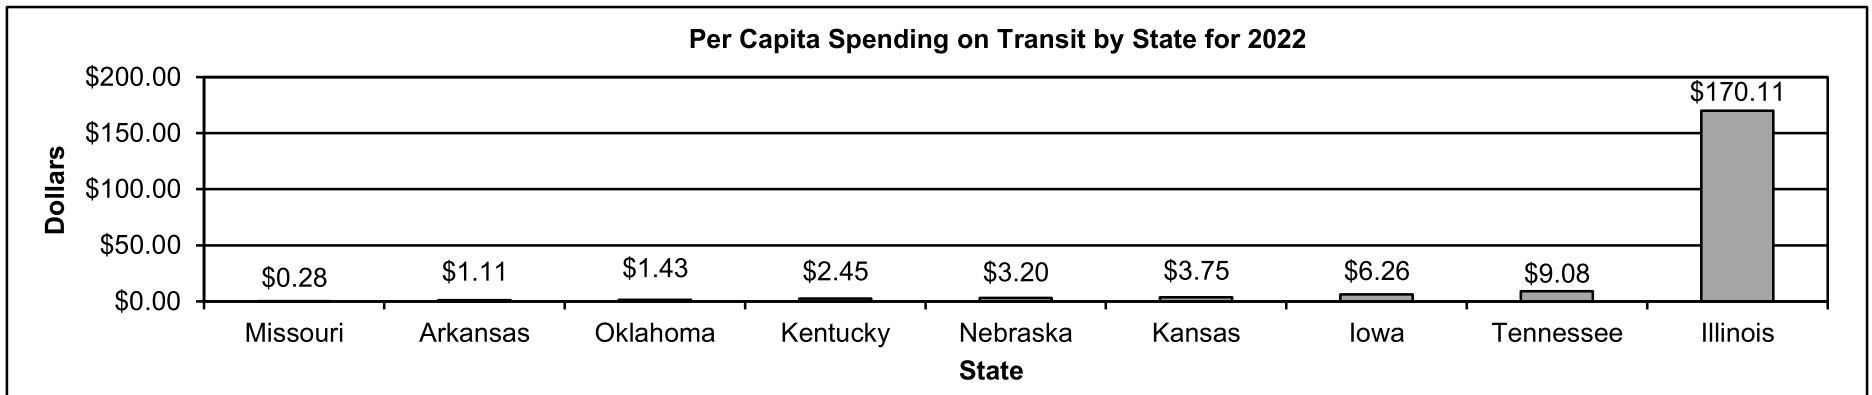 Per Capita Spending on Transit by State for 2022
$200.00
$150.00
$100.00
$50.00
$0.00
Dollars
$0.28 $1.11 $1.43 $2.45 $3.20 $3.75 $6.26 $9.08 $170.11
Missouri Arkansas Oklahoma Kentucky Nebraska Kansas Iowa Tennessee Illinois
State